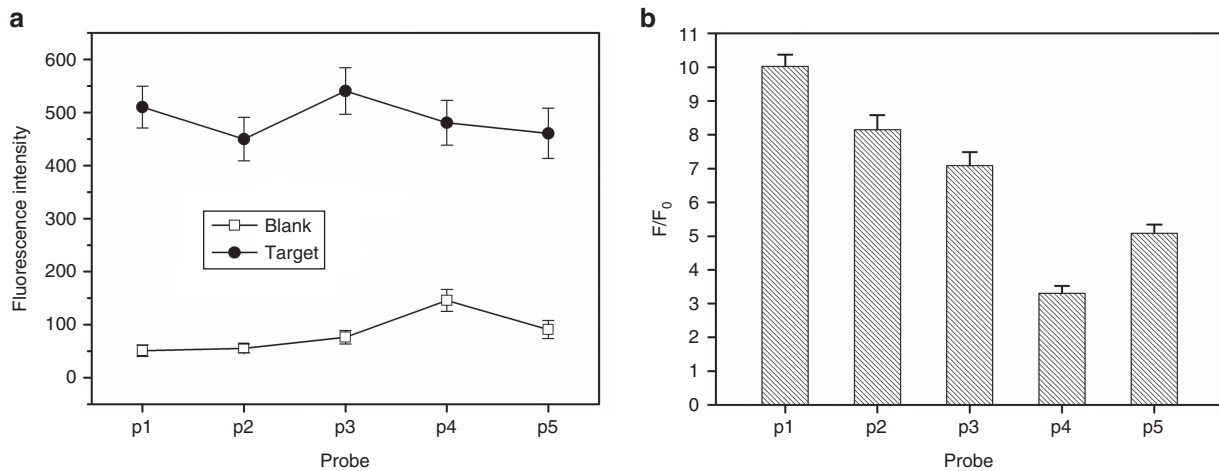 a
Fluorescence intensity
600
500
400
300
200
100
0
Blank
Target
p1 p2 p3 p4 p5
Probe
b
F/F0
11
10
9
8
7
6
5
4
3
2
1
0
p1 p2 p3 p4 p5
Probe